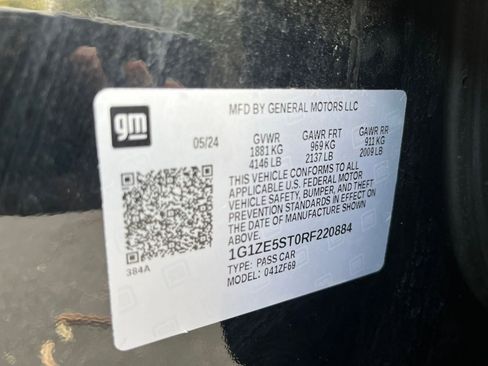 gm
MFD BY GENERAL MOTORS LLC
05/24 GVWR GAWR FRT GAWR RR
1881 KG 969 KG 911 KG
4146 LB 2137 LB 2009 LB
THIS VEHICLE CONFORMS TO ALL
APPLICABLE U.S. FEDERAL MOTOR
VEHICLE SAFETY, BUMPER, AND THEFT
PREVENTION STANDARDS IN EFFECT ON
THE DATE OF MANUFACTURE SHOWN
ABOVE.
1G1ZE5ST0RF220884
TYPE: PASS CAR
MODEL: 041ZF69
384A